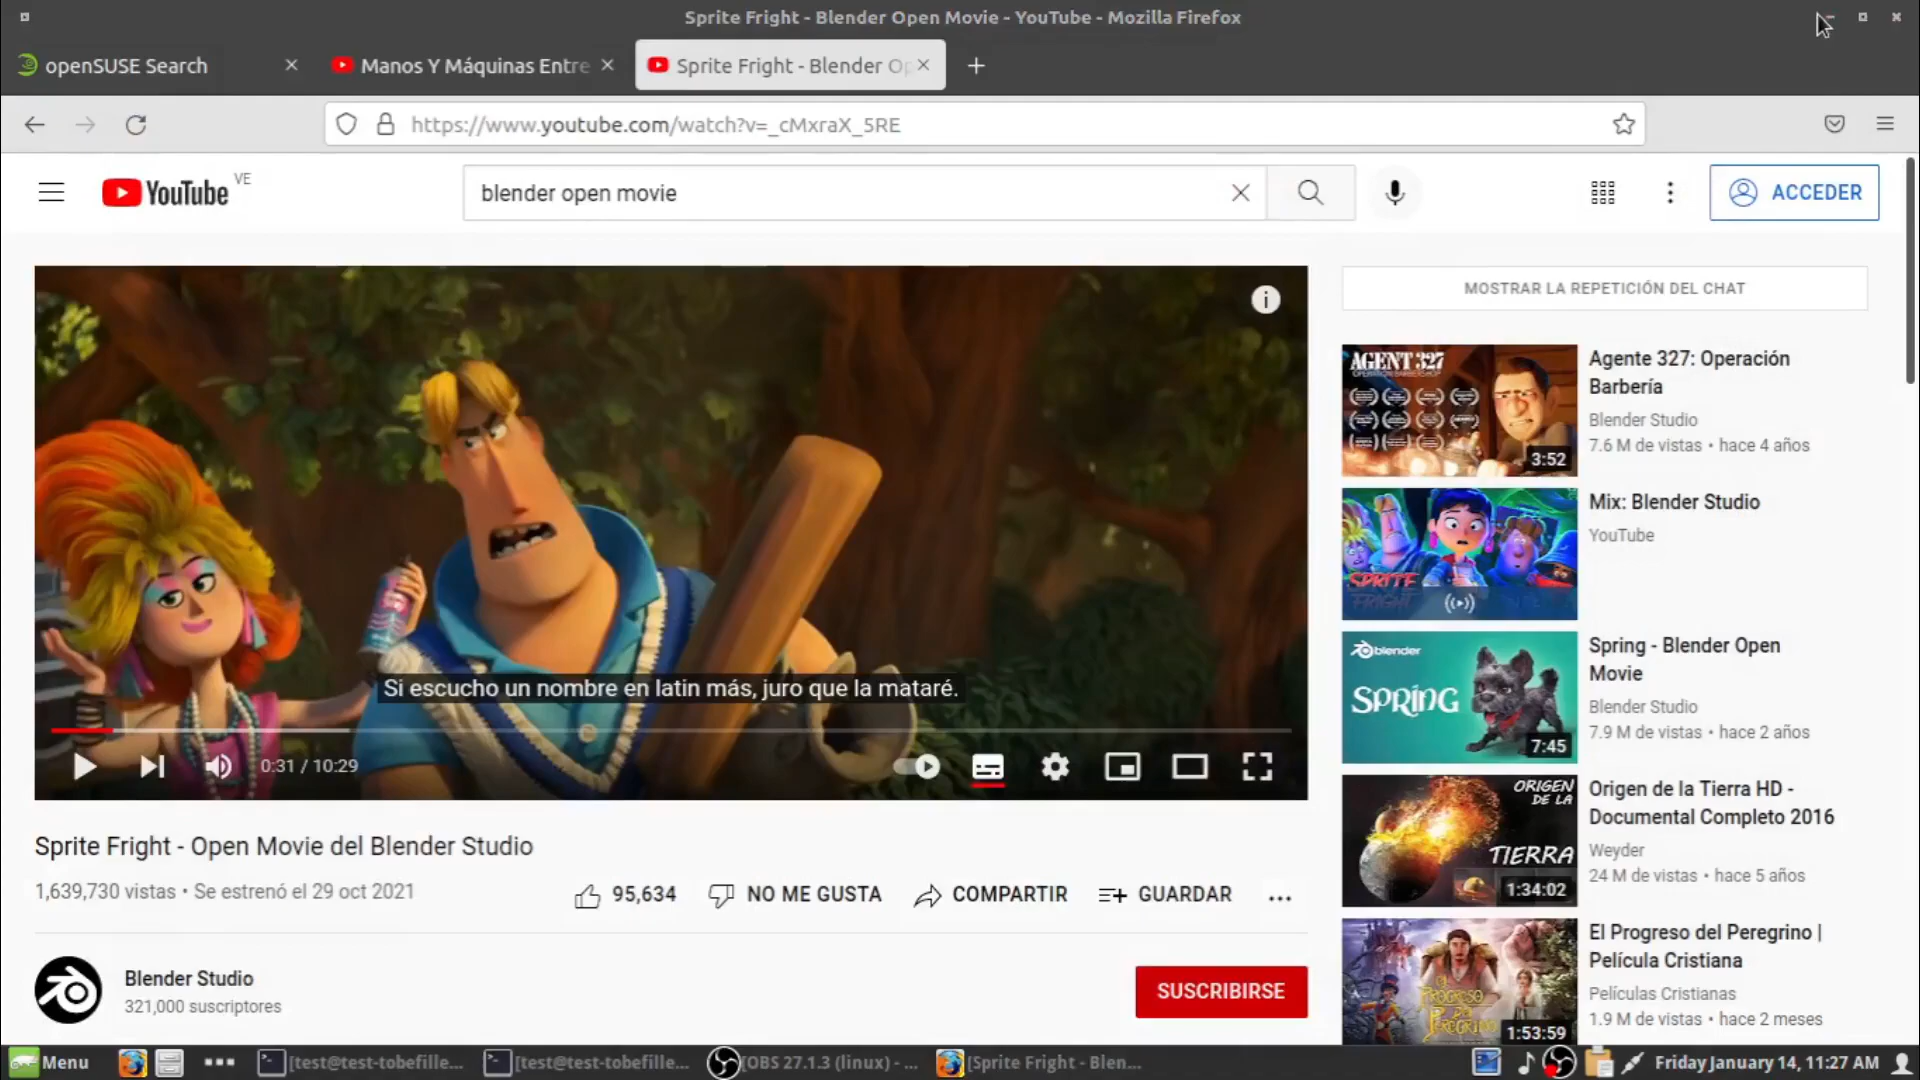 Sprite Fright - Blender Open Movie - YouTube - Mozilla Firefox
openSUSE Search
Manos Y Máquinas Entre
Sprite Fright - Blender Op
https://www.youtube.com/watch?v=_cMxraX_5RE
YouTube VE
blender open movie
ACCEDER
MOSTRAR LA REPETICIÓN DEL CHAT
Si escucho un nombre en latin más, juro que la mataré.
0:31 / 10:29
Sprite Fright - Open Movie del Blender Studio
1,639,730 vistas • Se estrenó el 29 oct 2021
95,634
NO ME GUSTA
COMPARTIR
GUARDAR
Blender Studio
321,000 suscriptores
SUSCRIBIRSE
AGENT 327
3:52
Agente 327: Operación
Barbería
Blender Studio
7.6 M de vistas • hace 4 años
SPRITE
FRIGHT
Mix: Blender Studio
YouTube
blender
SPRING
7:45
Spring - Blender Open
Movie
Blender Studio
7.9 M de vistas • hace 2 años
ORIGEN
DE LA
TIERRA
1:34:02
Origen de la Tierra HD -
Documental Completo 2016
Weyder
24 M de vistas • hace 5 años
EL
PROGRESO
DEL
PEREGRINO
1:53:59
El Progreso del Peregrino |
Película Cristiana
Películas Cristianas
1.9 M de vistas • hace 2 meses
Menu
[test@test-tobefille...
[test@test-tobefille...
[OBS 27.1.3 (linux) - ...
[Sprite Fright - Blen...
Friday January 14, 11:27 AM